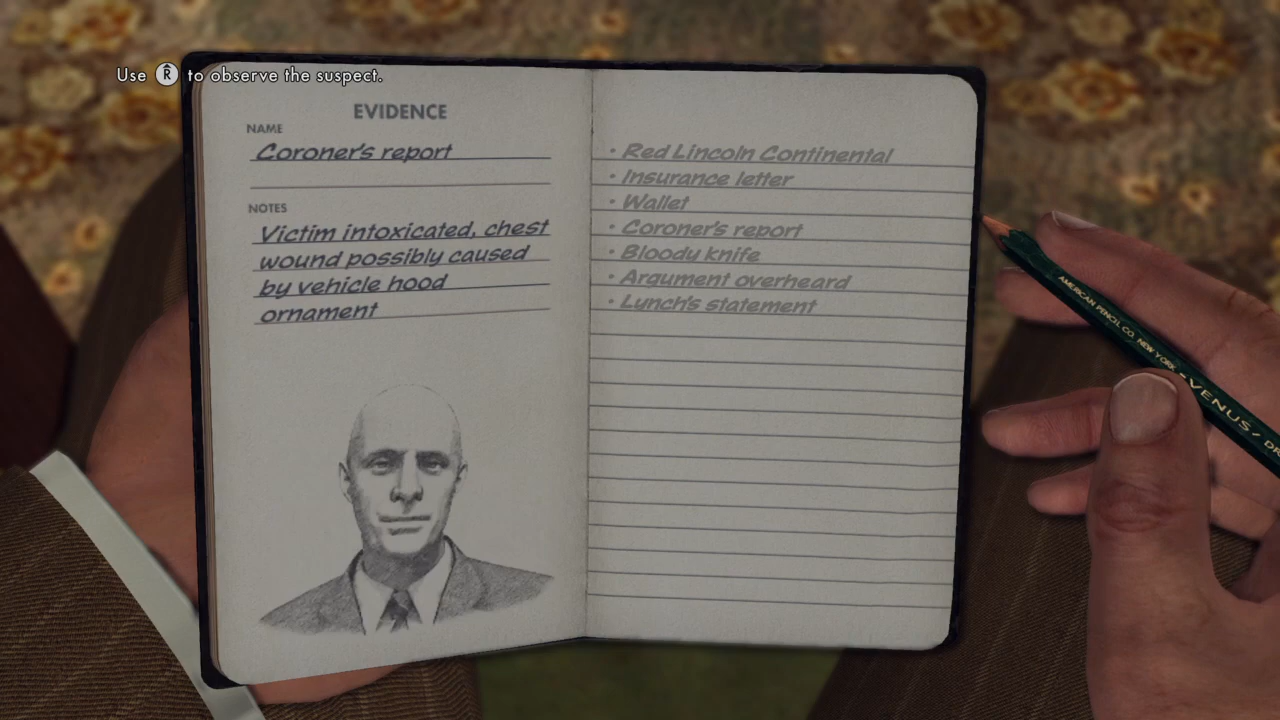 Use R to observe the suspect.
EVIDENCE
NAME
Coroner's report
NOTES
Victim intoxicated, chest
wound possibly caused
by vehicle hood
ornament
• Red Lincoln Continental
• Insurance letter
• Wallet
• Coroner's report
• Bloody knife
• Argument overheard
• Lynch's statement
AMERICAN PENCIL CO. NEW YORK VENUS DR